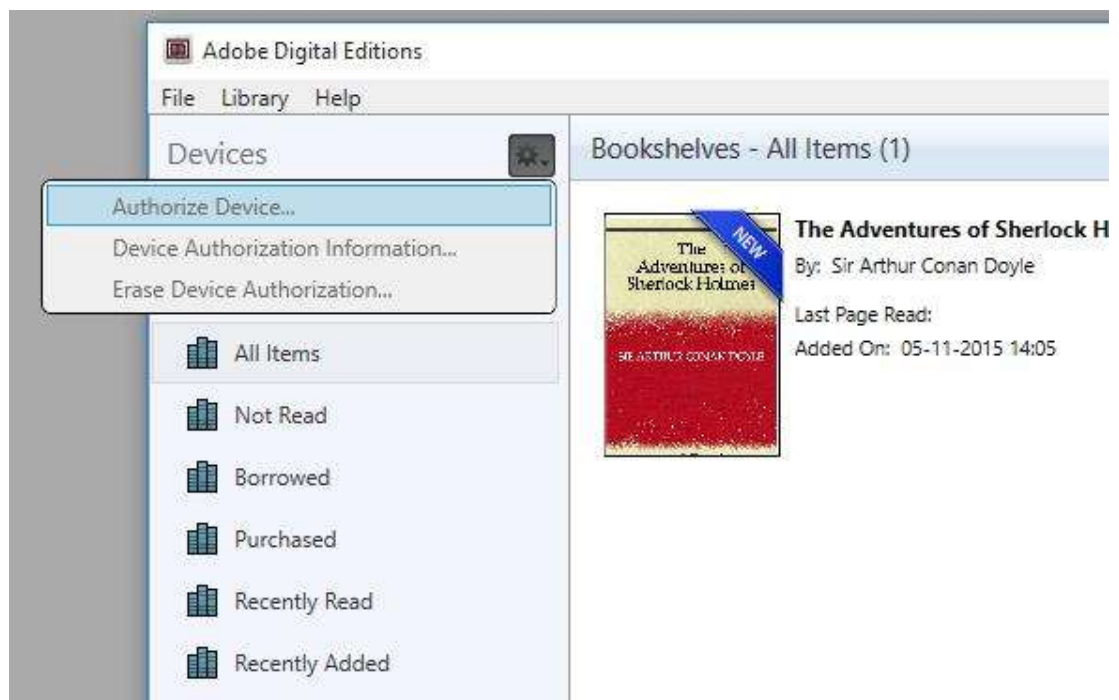 Adobe Digital Editions
File Library Help
Devices
Authorize Device...
Device Authorization Information...
Erase Device Authorization...
All Items
Not Read
Borrowed
Purchased
Recently Read
Recently Added
Bookshelves - All Items (1)
The
Adventures of
Sherlock Holmes
SIR ARTHUR CONAN DOYLE
NEW
The Adventures of Sherlock H
By: Sir Arthur Conan Doyle
Last Page Read:
Added On: 05-11-2015 14:05